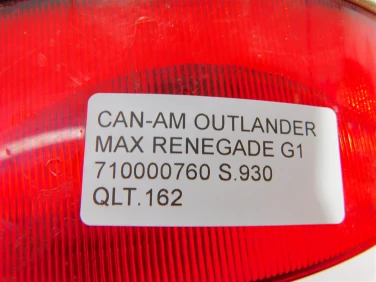 CAN-AM OUTLANDER
MAX RENEGADE G1
710000760 S.930
QLT.162